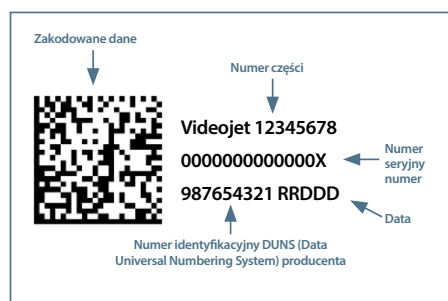 Zakodowane dane
Numer części
Videojet 12345678
0000000000000X
Numer
seryjny
numer
987654321 RRDDD
Data
Numer identyfikacyjny DUNS (Data
Universal Numbering System) producenta